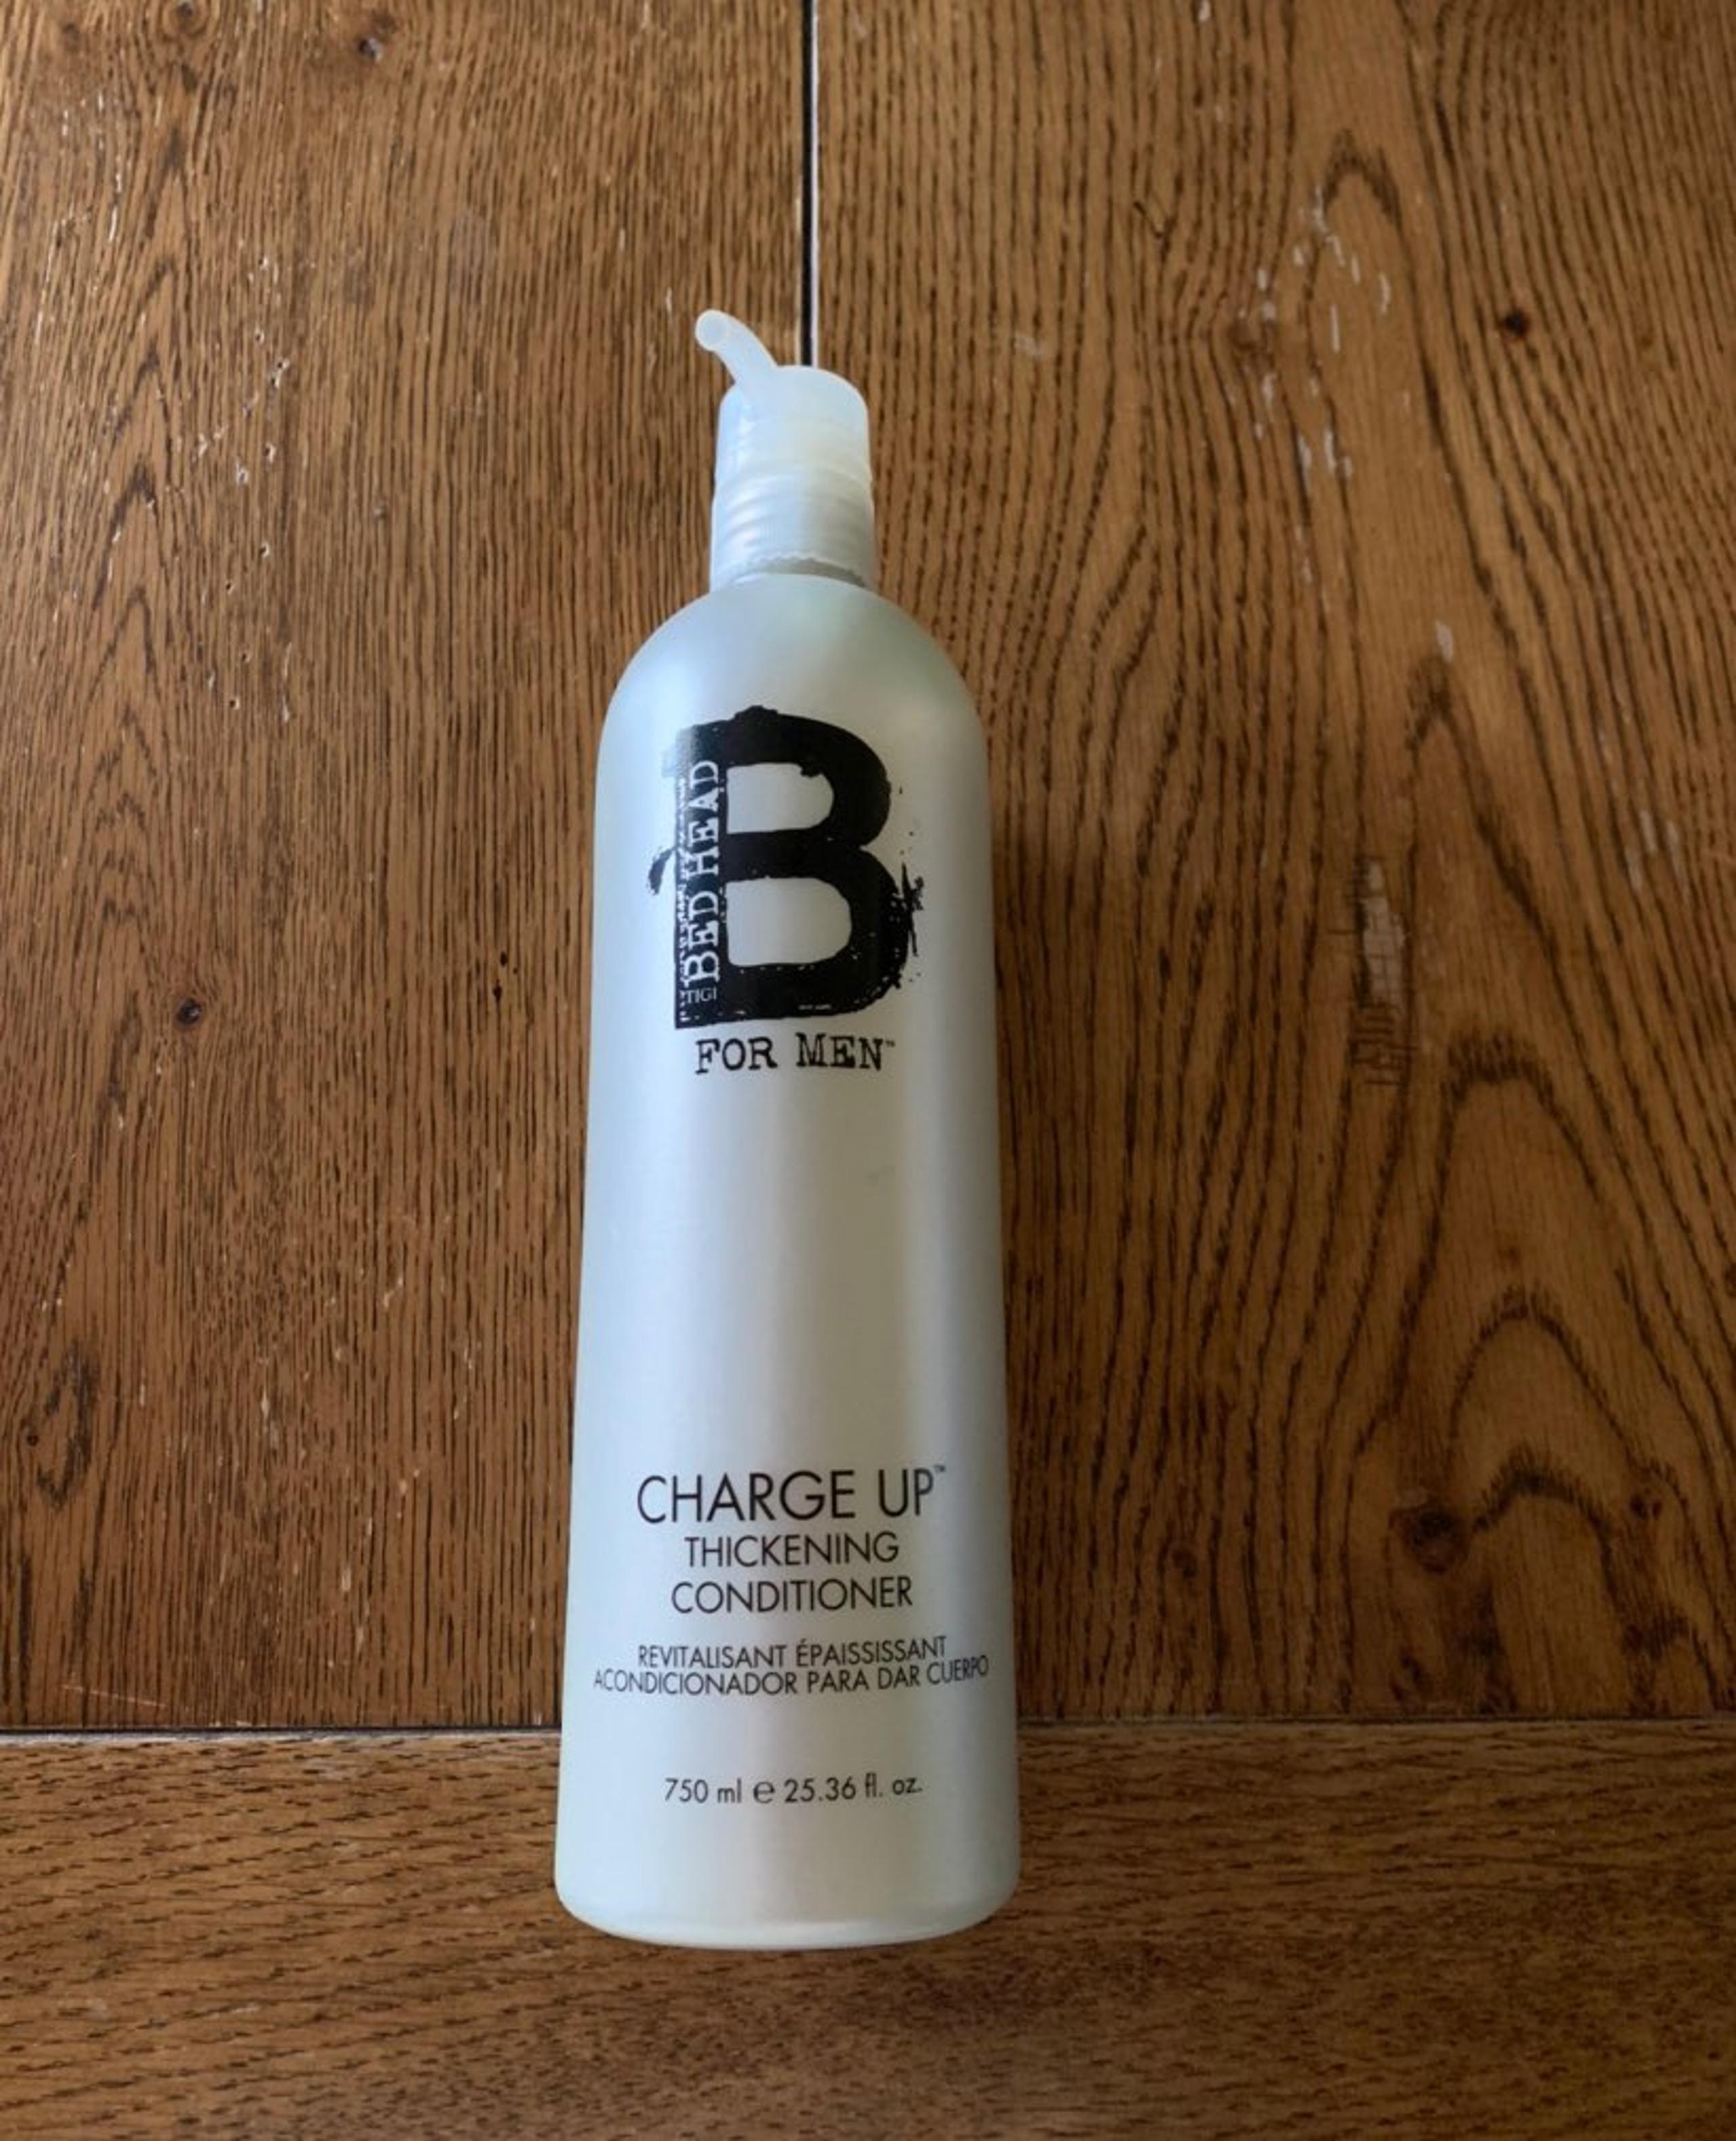 B
BED HEAD
TIGI
FOR MEN™
CHARGE UP™
THICKENING
CONDITIONER
REVITALISANT ÉPAISSISSANT
ACONDICIONADOR PARA DAR CUERPO
750 ml ℮ 25.36 fl. oz.